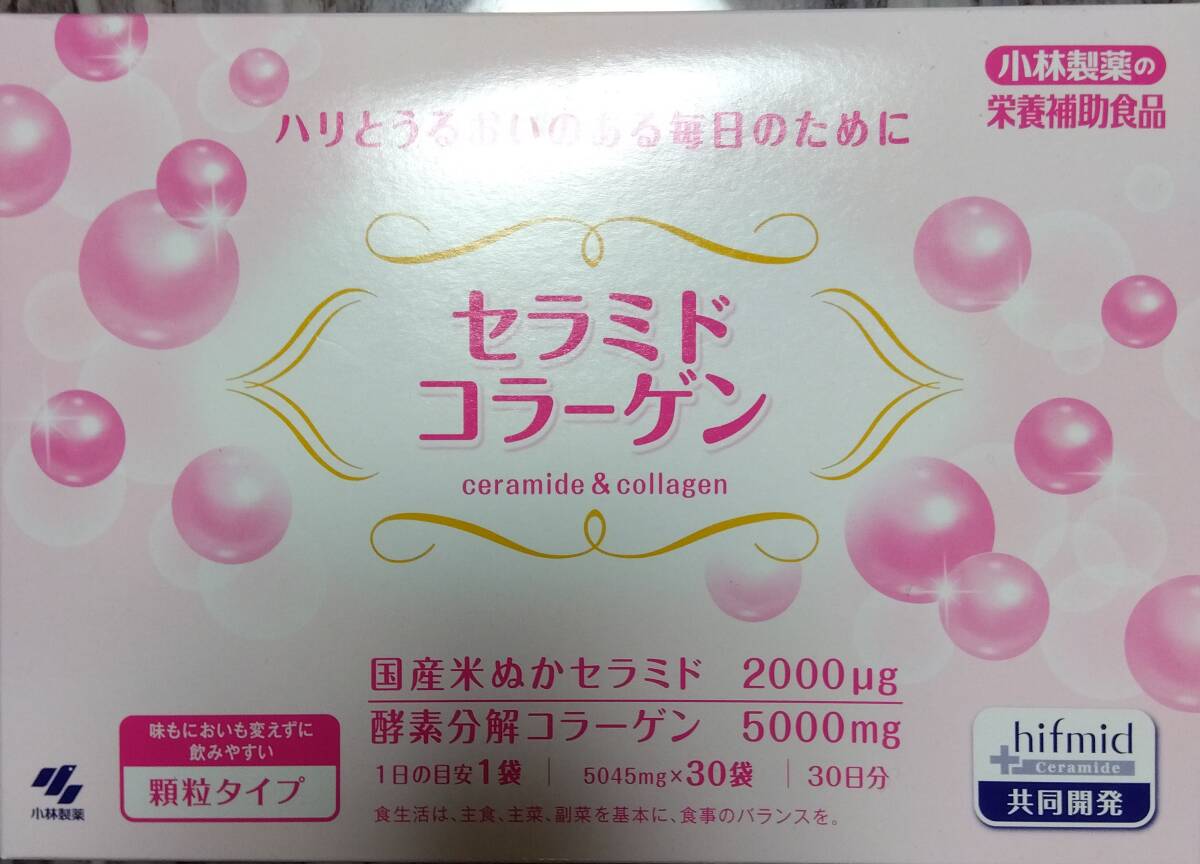 小林製薬の
栄養補助食品
ハリとうるおいのある毎日のために
セラミド
コラーゲン
ceramide & collagen
国産米ぬかセラミド 2000μg
酵素分解コラーゲン 5000mg
1日の目安1袋 | 5045mg×30袋 | 30日分
食生活は、主食、主菜、副菜を基本に、食事のバランスを。
味もにおいも変えずに
飲みやすい
顆粒タイプ
小林製薬
hifmid
Ceramide
共同開発